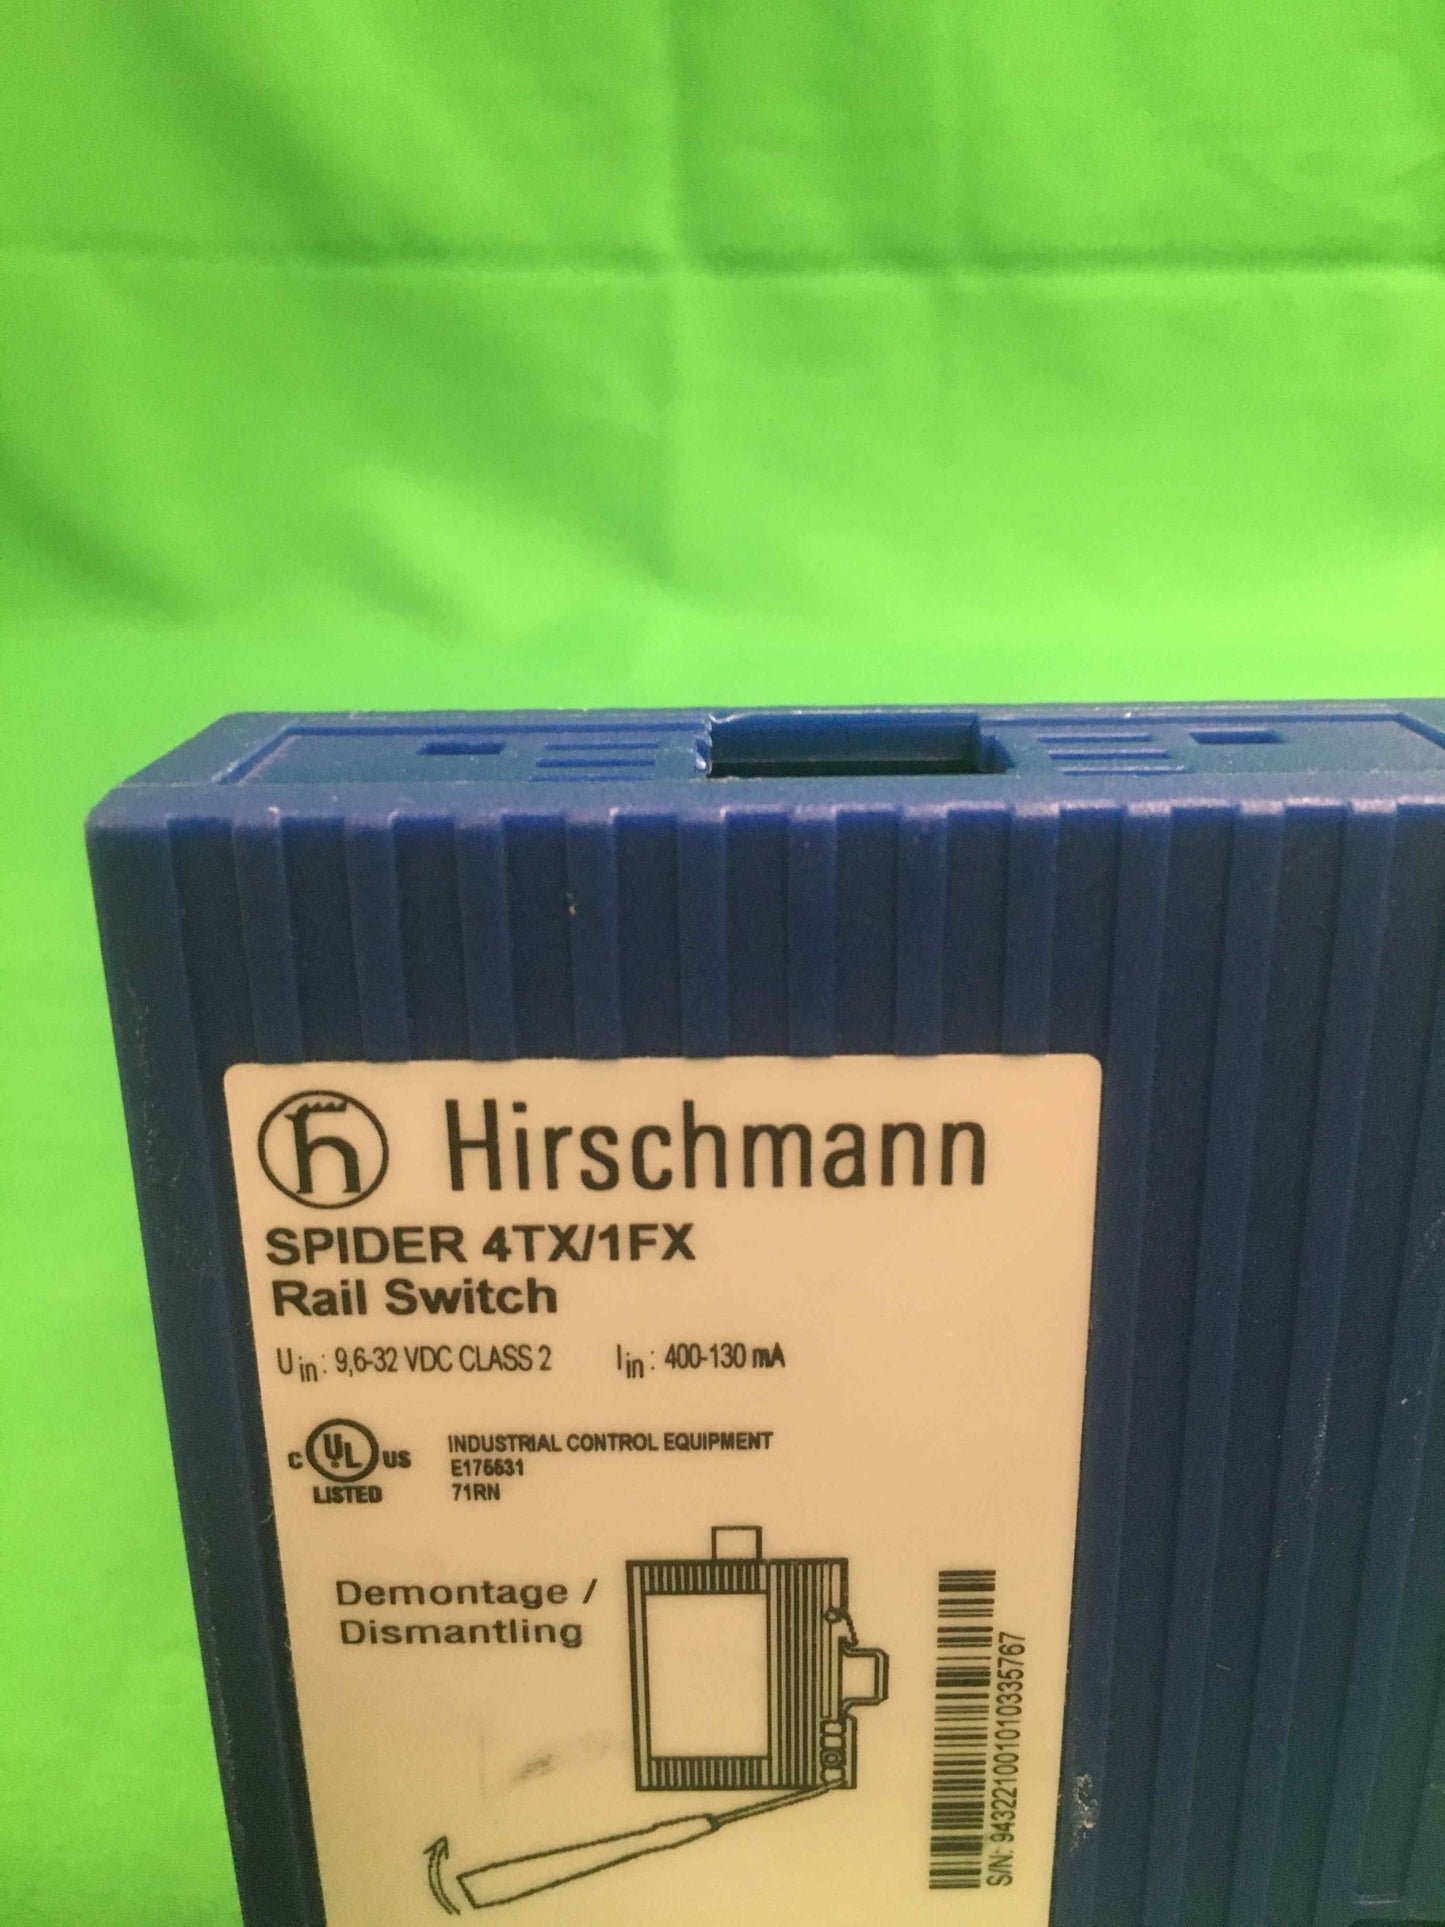 h Hirschmann
SPIDER 4TX/1FX
Rail Switch
Uin: 9,6-32 VDC CLASS 2 Iin: 400-130 mA
C UL US
LISTED
INDUSTRIAL CONTROL EQUIPMENT
E175531
71RN
Demontage /
Dismantling
S/N: 943221001010335767